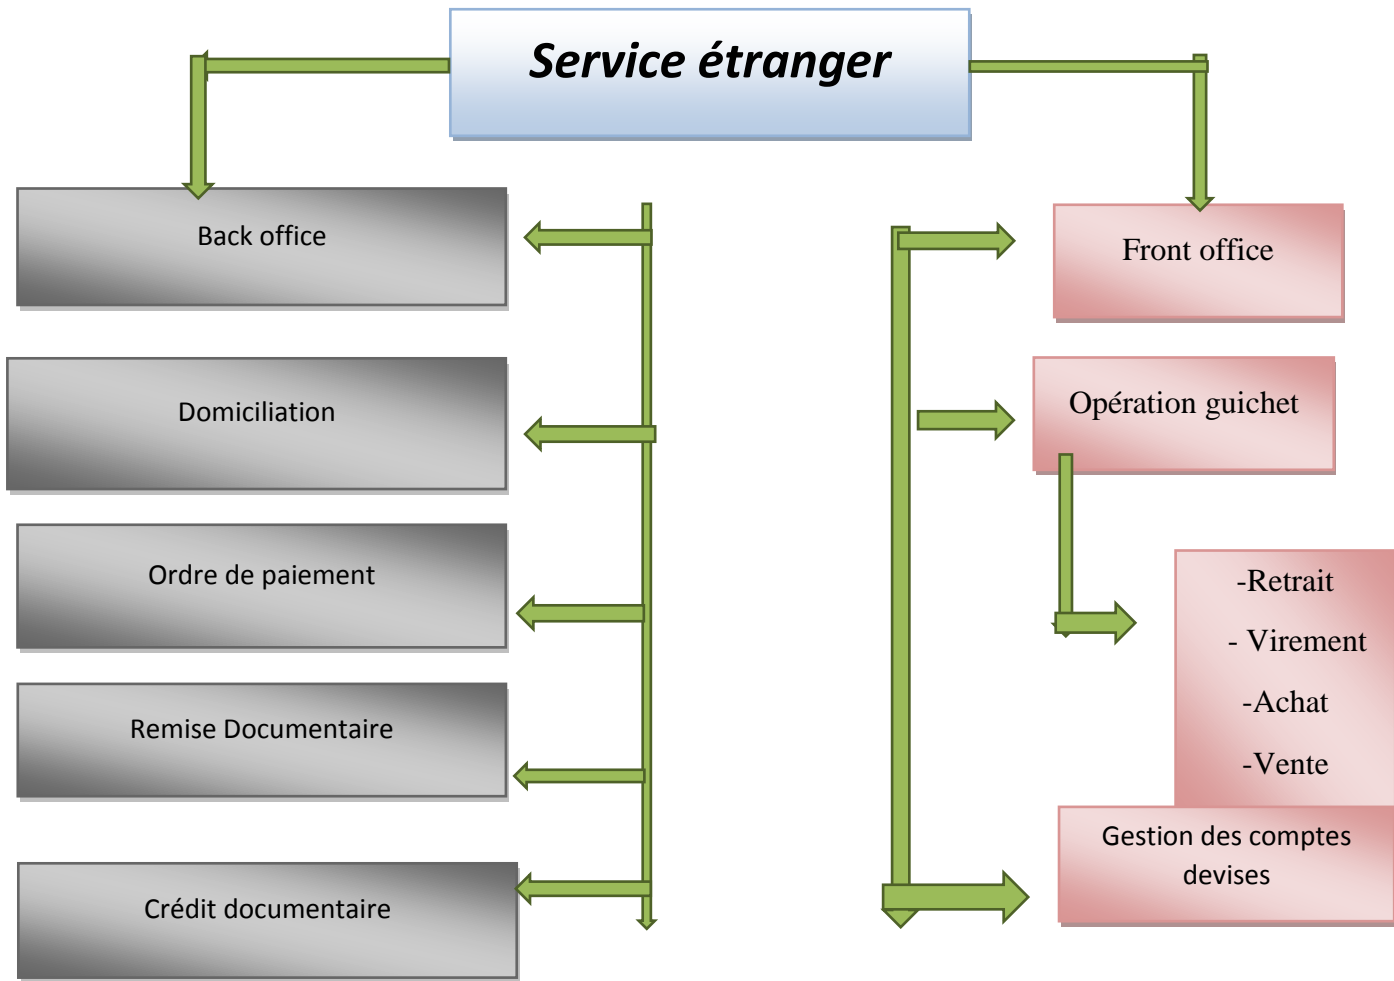 Service étranger
Back office
Domiciliation
Ordre de paiement
Remise Documentaire
Crédit documentaire
Front office
Opération guichet
-Retrait
- Virement
-Achat
-Vente
Gestion des comptes
devises